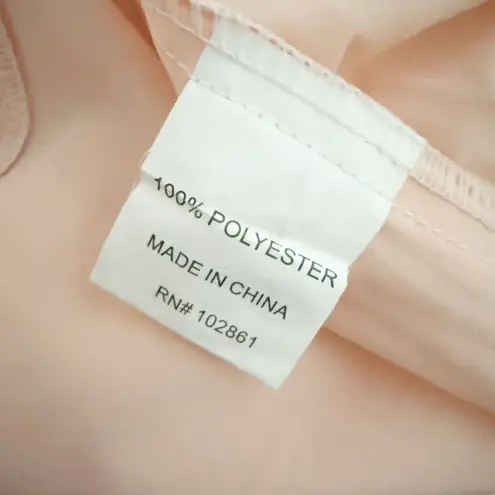 100% POLYESTER
MADE IN CHINA
RN# 102861